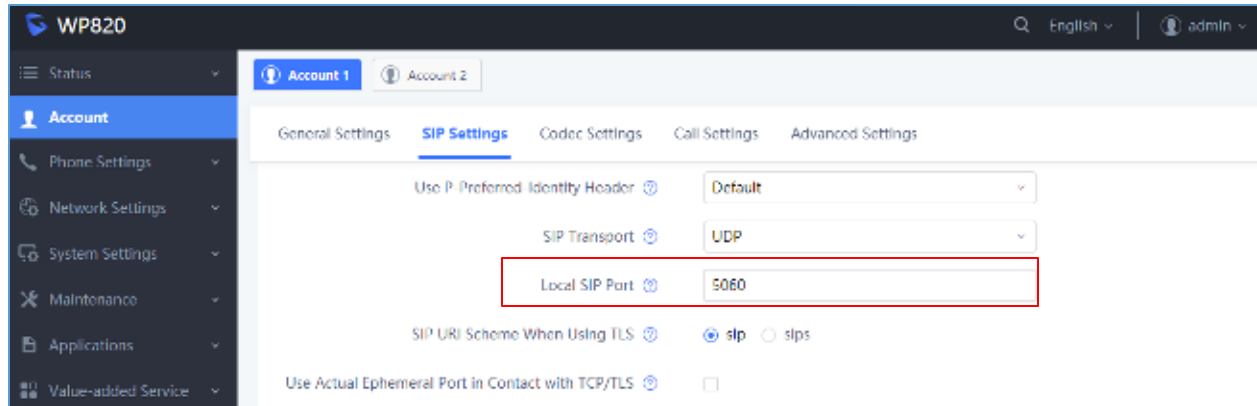 WP820
English
admin
Status
Account 1
Account 2
Account
General Settings
SIP Settings
Codec Settings
Call Settings
Advanced Settings
Phone Settings
Use P-Preferred-Identity Header
Default
Network Settings
SIP Transport
UDP
System Settings
Local SIP Port
5060
Maintenance
SIP URI Scheme When Using TLS
sip
sips
Applications
Use Actual Ephemeral Port in Contact with TCP/TLS
Value-added Service